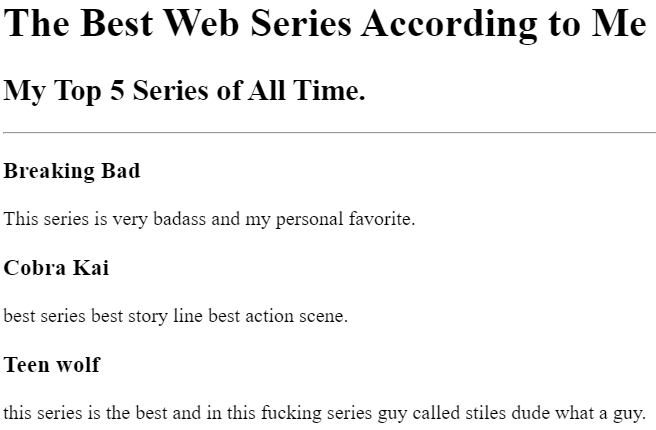 The Best Web Series According to Me
My Top 5 Series of All Time.
Breaking Bad
This series is very badass and my personal favorite.
Cobra Kai
best series best story line best action scene.
Teen wolf
this series is the best and in this fucking series guy called stiles dude what a guy.